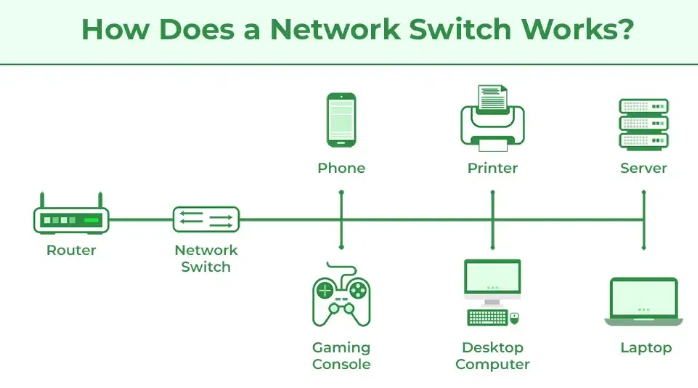 How Does a Network Switch Works?
Phone
Printer
Server
Router
Network
Switch
Gaming
Console
Desktop
Computer
Laptop